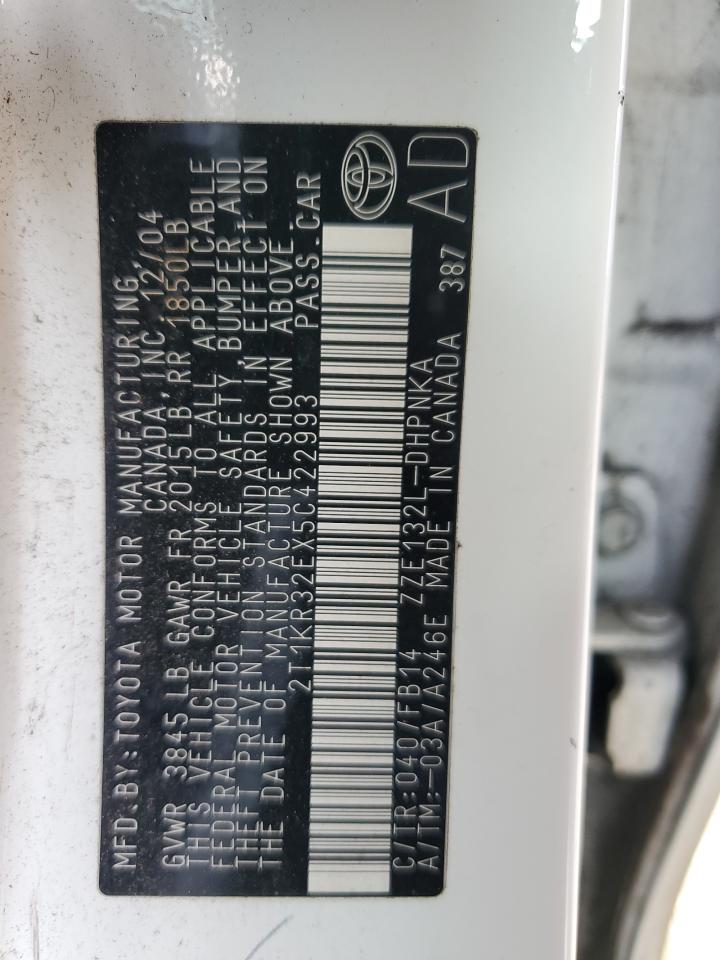 MFD.BY:TOYOTA MOTOR MANUFACTURING,
CANADA,INC 12/04
GVWR 3845 LB GAWR FR 2015LB,RR 1850LB
THIS VEHICLE CONFORMS TO ALL APPLICABLE
FEDERAL MOTOR VEHICLE SAFETY,BUMPER,AND
THEFT PREVENTION STANDARDS IN EFFECT ON
THE DATE OF MANUFACTURE SHOWN ABOVE.
2T1KR32EX5C422993 PASS.CAR
C/TR:040/FB14 ZZE132L-DHPNKA
A/TM:-03A/A246E MADE IN CANADA 387
AD